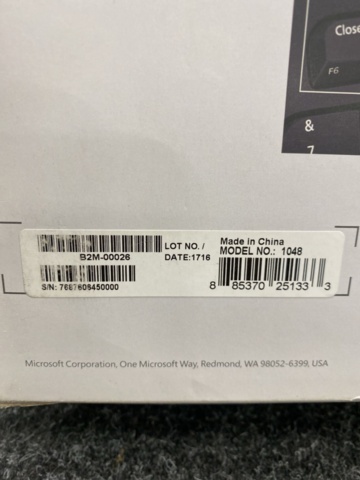 Close
F6
&
7
B2M-00026
LOT NO. /
DATE:1716
Made in China
MODEL NO.: 1048
S/N: 7687606450000
8 85370 25133 3
Microsoft Corporation, One Microsoft Way, Redmond, WA 98052-6399, USA